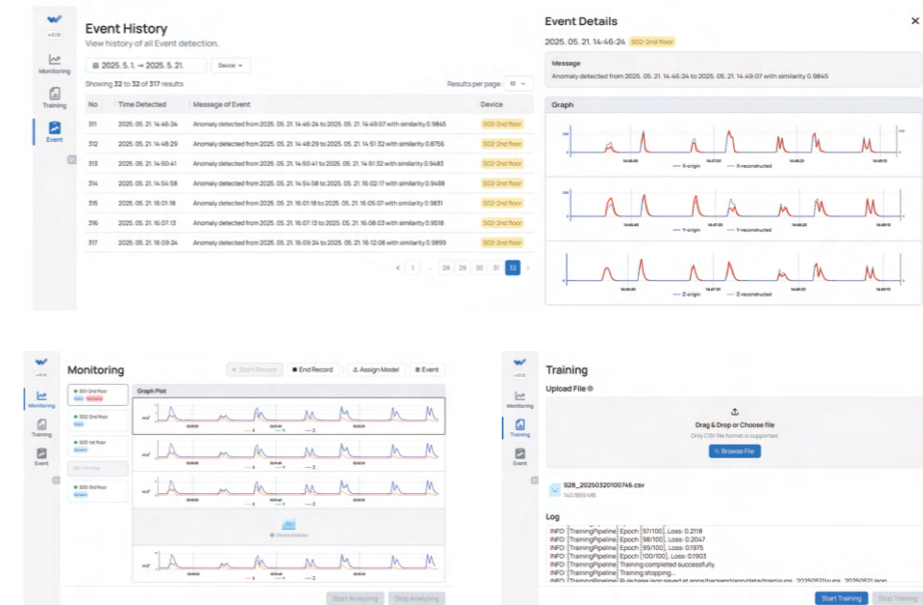 Event History
View history of all Event detection.
2025. 5. 1. → 2025. 5. 21.
Device
Showing 32 to 32 of 317 results
Results per page: 10
No Time Detected Message of Event Device
311 2025. 05. 21. 14:46:24 Anomaly detected from 2025. 05. 21. 14:46:24 to 2025. 05. 21. 14:49:07 with similarity 0.9845 S02-2nd floor
312 2025. 05. 21. 14:48:29 Anomaly detected from 2025. 05. 21. 14:48:29 to 2025. 05. 21. 14:51:32 with similarity 0.8756 S02-2nd floor
313 2025. 05. 21. 14:50:41 Anomaly detected from 2025. 05. 21. 14:50:41 to 2025. 05. 21. 14:51:32 with similarity 0.9483 S02-2nd floor
314 2025. 05. 21. 14:54:58 Anomaly detected from 2025. 05. 21. 14:54:58 to 2025. 05. 21. 16:02:17 with similarity 0.9488 S02-2nd floor
315 2025. 05. 21. 16:01:18 Anomaly detected from 2025. 05. 21. 16:01:18 to 2025. 05. 21. 16:05:07 with similarity 0.9831 S02-2nd floor
316 2025. 05. 21. 16:07:13 Anomaly detected from 2025. 05. 21. 16:07:13 to 2025. 05. 21. 16:08:03 with similarity 0.9518 S02-2nd floor
317 2025. 05. 21. 16:09:24 Anomaly detected from 2025. 05. 21. 16:09:24 to 2025. 05. 21. 16:12:08 with similarity 0.9899 S02-2nd floor
< 1 ... 28 29 30 31 32 >
Monitoring
Training
Event
Event Details
2025. 05. 21. 14:46:24 S02-2nd floor
Message
Anomaly detected from 2025. 05. 21. 14:46:24 to 2025. 05. 21. 14:49:07 with similarity 0.9845
Graph
X-origin X-reconstructed
Y-origin Y-reconstructed
Z-origin Z-reconstructed
Monitoring
Start Record
End Record
Assign Model
Event
Monitoring
Training
Event
S01-2nd floor
S02-2nd floor
S03-1st floor
S05-3rd floor
Graph Plot
X Y Z
X Y Z
X Y Z
X Y Z
Start Analyzing
Stop Analyzing
Training
Upload File
Monitoring
Training
Event
Drag & Drop or Choose file
Only CSV file format is supported.
Browse File
S28_20250320100746.csv
140.1859 MB
Log
INFO: [TrainingPipeline] Epoch [97/100], Loss: 0.2118
INFO: [TrainingPipeline] Epoch [98/100], Loss: 0.2047
INFO: [TrainingPipeline] Epoch [99/100], Loss: 0.1975
INFO: [TrainingPipeline] Epoch [100/100], Loss: 0.1903
INFO: [TrainingPipeline] Training completed successfully.
INFO: [TrainingPipeline] Training stopping...
Start Training
Stop Training